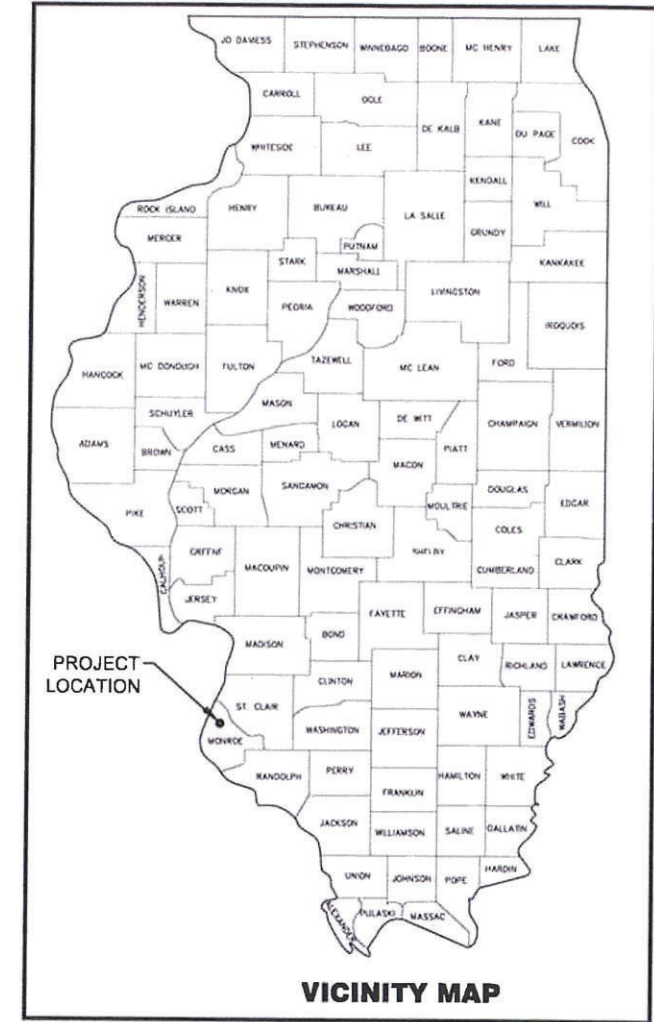 JO DAVIESS STEPHENSON WINNEBAGO BOONE MC HENRY LAKE
CARROLL OGLE DE KALB KANE DU PAGE COOK
WHITESIDE LEE KENDALL WILL
ROCK ISLAND HENRY BUREAU LA SALLE GRUNDY
MERCER PUTNAM KANKAKEE
STARK MARSHALL
HENDERSON WARREN KNOX PEORIA WOODFORD LIVINGSTON IROQUOIS
HANCOCK MC DONOUGH FULTON TAZEWELL MC LEAN FORD
SCHUYLER MASON LOGAN DE WITT CHAMPAIGN VERMILION
ADAMS BROWN CASS MENARD MACON PIATT
PIKE SCOTT MORGAN SANGAMON MOULTRIE DOUGLAS EDGAR
CHRISTIAN COLES
CALHOUN GREENE MACOUPIN MONTGOMERY SHELBY CUMBERLAND CLARK
JERSEY FAYETTE EFFINGHAM JASPER CRAWFORD
MADISON BOND CLAY RICHLAND LAWRENCE
PROJECT
LOCATION
CLINTON MARION
ST. CLAIR WAYNE EDWARDS WABASH
MONROE WASHINGTON JEFFERSON
RANDOLPH PERRY HAMILTON WHITE
FRANKLIN
JACKSON WILLIAMSON SALINE GALLATIN
UNION JOHNSON POPE HARDIN
ALEXANDER PULASKI MASSAC
VICINITY MAP